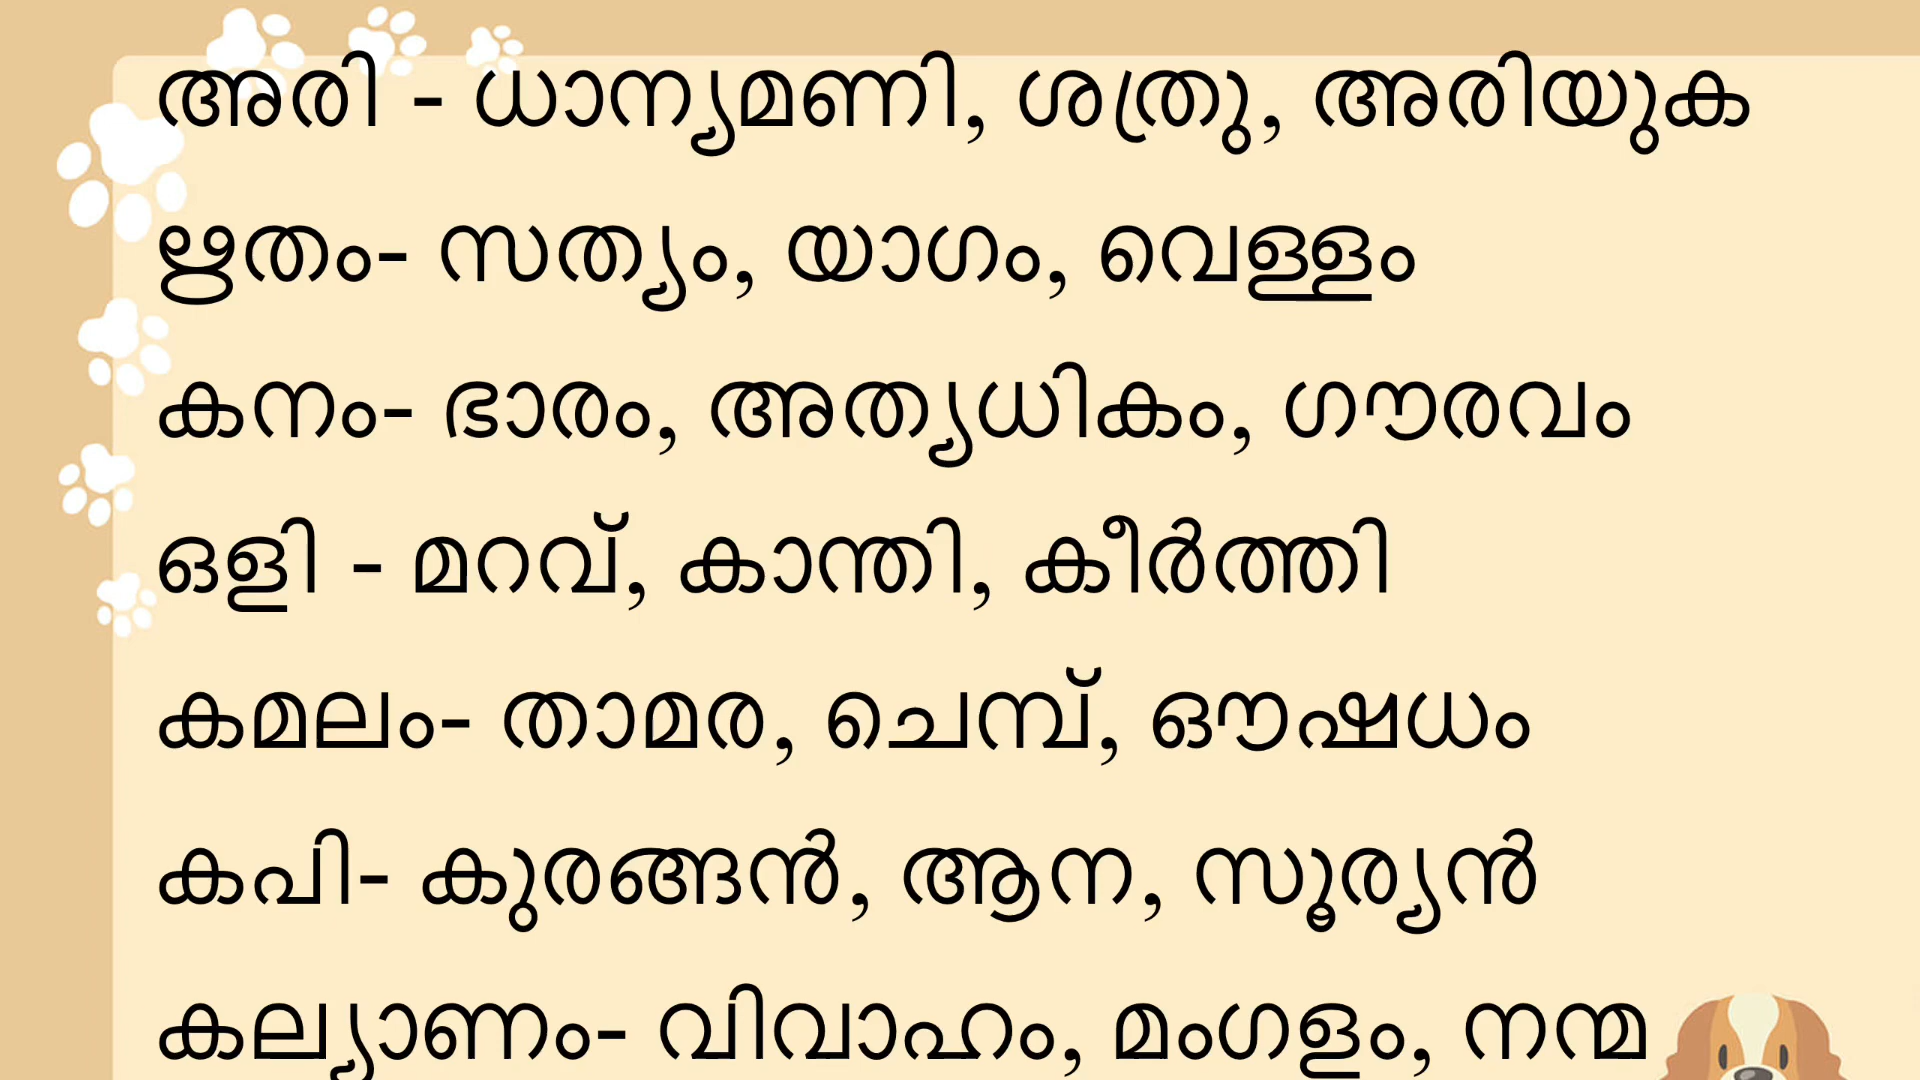 അരി - ധാന്യമണി, ശത്രു, അരിയുക
ഋതം- സത്യം, യാഗം, വെള്ളം
കനം- ഭാരം, അത്യധികം, ഗൗരവം
ഒളി - മറവ്, കാന്തി, കീർത്തി
കമലം- താമര, ചെമ്പ്, ഔഷധം
കപി- കുരങ്ങൻ, ആന, സൂര്യൻ
കല്യാണം- വിവാഹം, മംഗളം, നന്മ